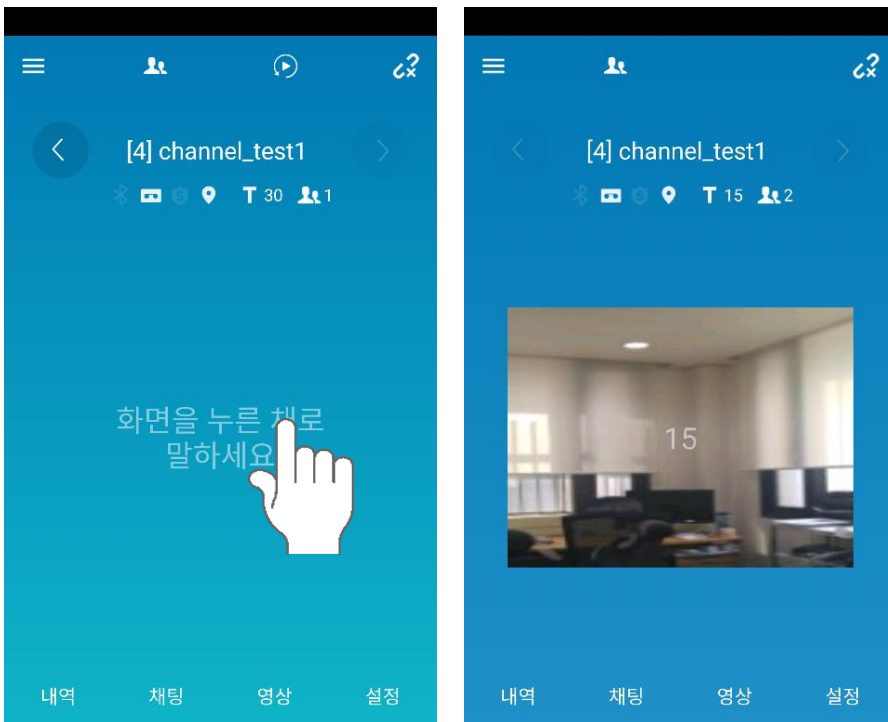 [4] channel_test1
T 30 1
화면을 누른 채로
말하세요
내역 채팅 영상 설정
[4] channel_test1
T 15 2
15
내역 채팅 영상 설정